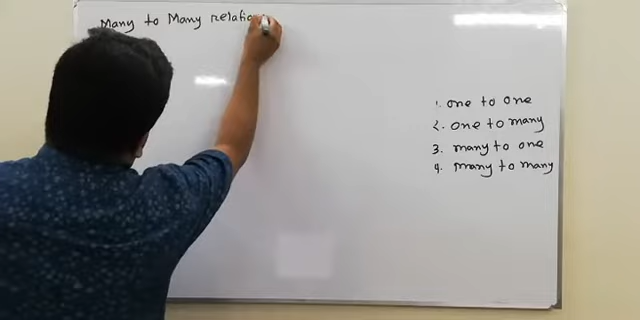 Many to Many relatio
1. one to one
2. one to many
3. many to one
4. many to many